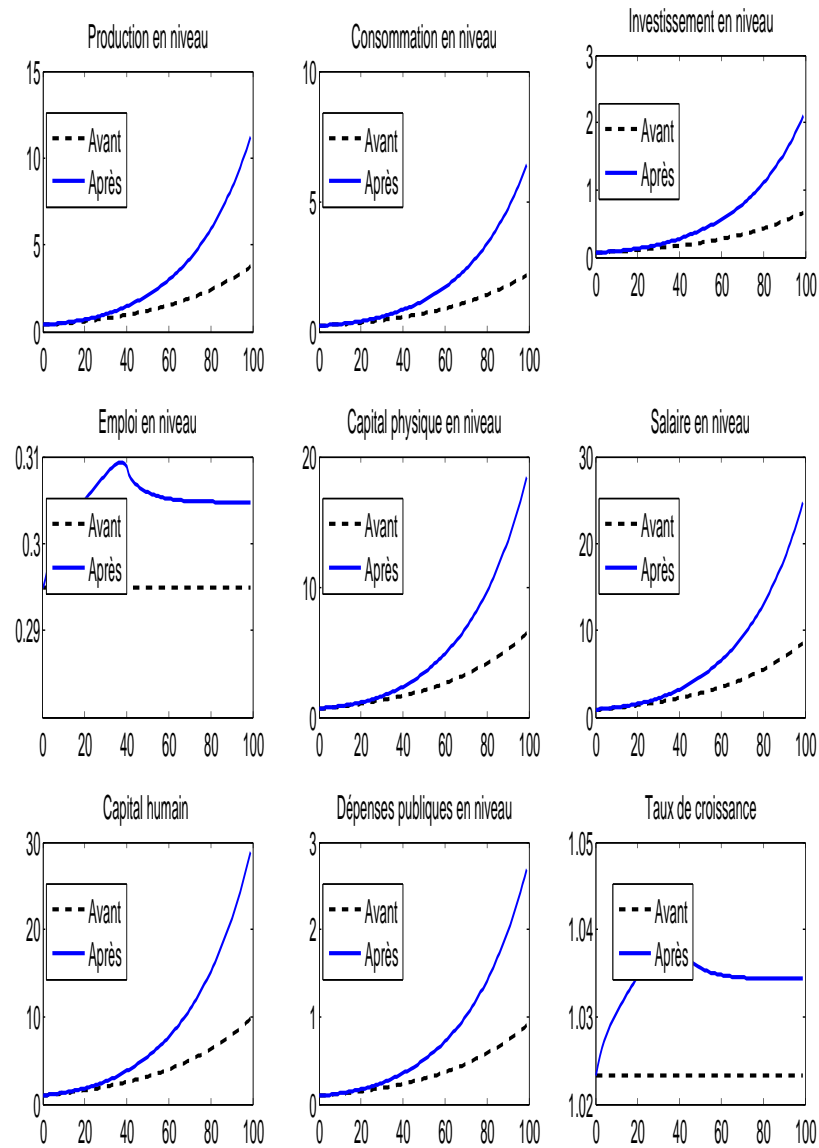 Production en niveau
15
10
5
0
0 20 40 60 80 100
Avant
Après
Consommation en niveau
10
5
0
0 20 40 60 80 100
Avant
Après
Investissement en niveau
3
2
1
0
0 20 40 60 80 100
Avant
Après
Emploi en niveau
0.31
0.3
0.29
0 20 40 60 80 100
Avant
Après
Capital physique en niveau
20
10
0
0 20 40 60 80 100
Avant
Après
Salaire en niveau
30
20
10
0
0 20 40 60 80 100
Avant
Après
Capital humain
30
20
10
0
0 20 40 60 80 100
Avant
Après
Dépenses publiques en niveau
3
2
1
0
0 20 40 60 80 100
Avant
Après
Taux de croissance
1.05
1.04
1.03
1.02
0 20 40 60 80 100
Avant
Après